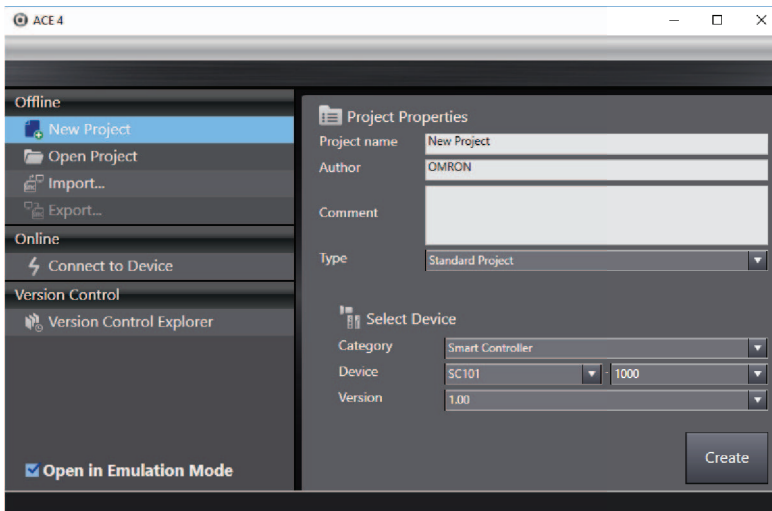 ACE 4
Offline
New Project
Open Project
Import...
Export...
Online
Connect to Device
Version Control
Version Control Explorer
Open in Emulation Mode
Project Properties
Project name New Project
Author OMRON
Comment
Type Standard Project
Select Device
Category Smart Controller
Device SC101 - 1000
Version 1.00
Create